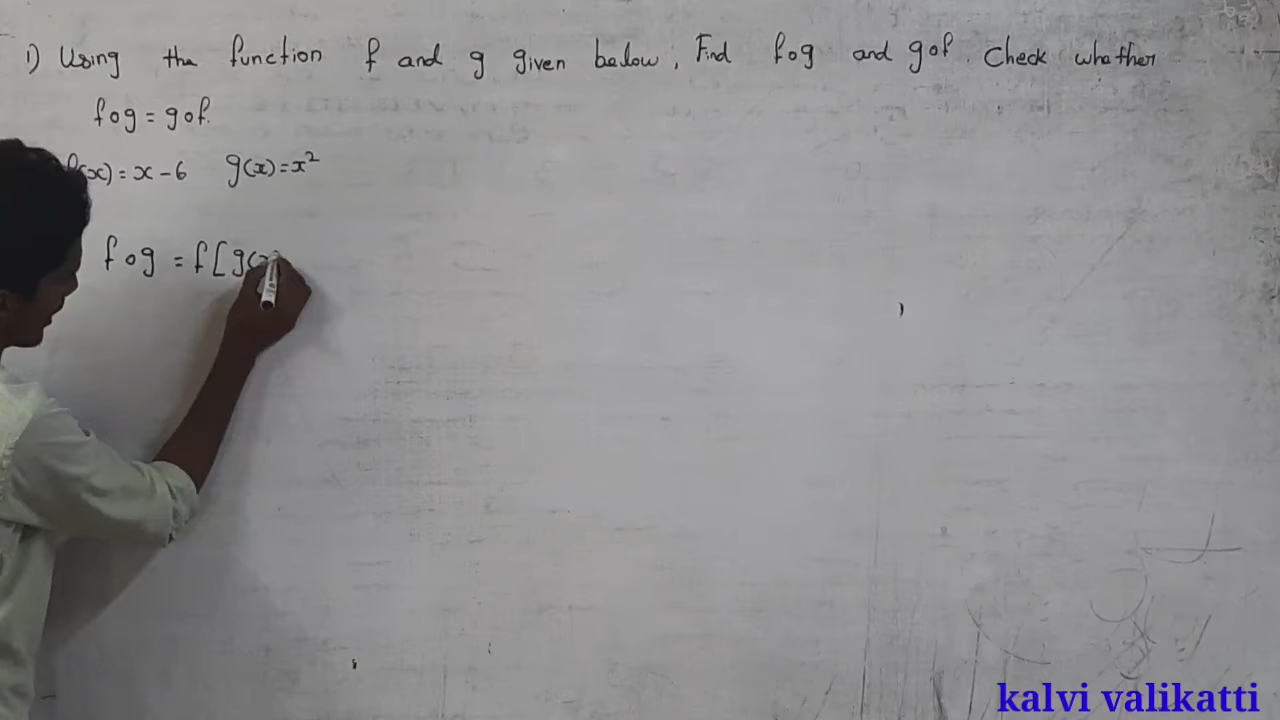 1) Using the function f and g given below, Find fog and gof. Check whether
fog = gof.
f(x) = x - 6 g(x) = x²
fog = f[g(x
kalvi valikatti